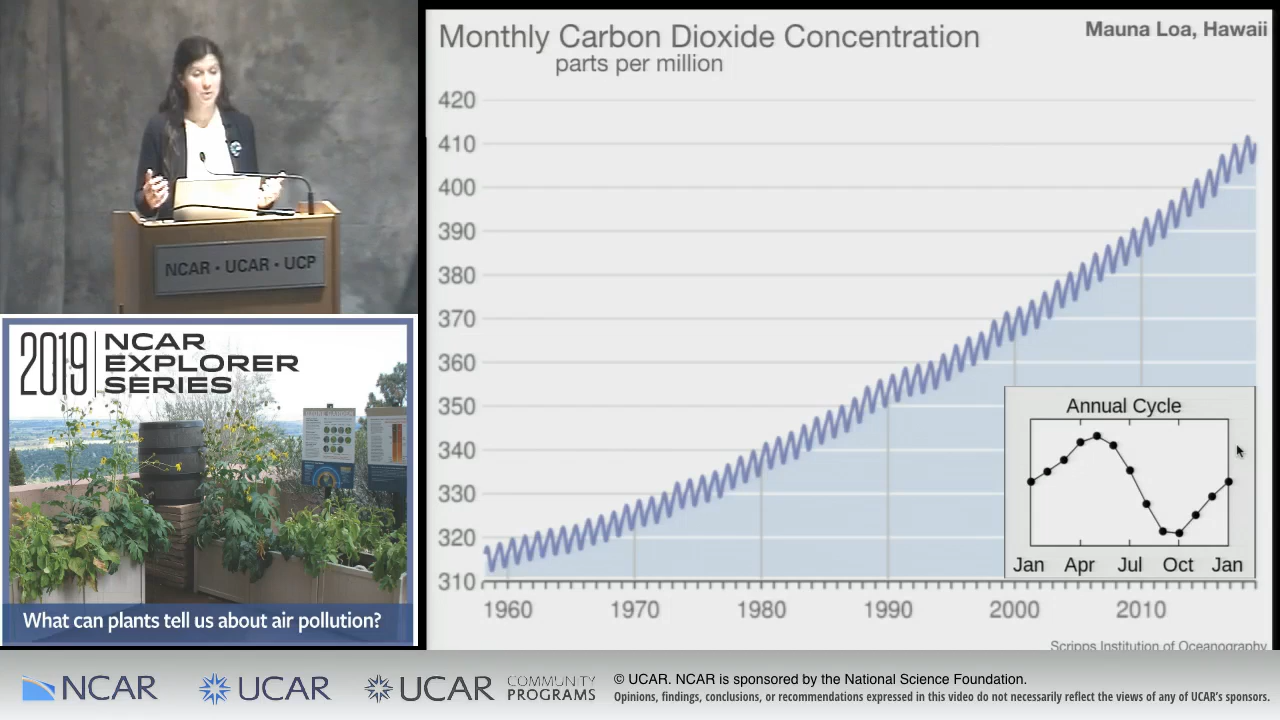 Monthly Carbon Dioxide Concentration
parts per million
Mauna Loa, Hawaii
420
410
400
390
380
370
360
350
340
330
320
310
1960 1970 1980 1990 2000 2010
Annual Cycle
Jan Apr Jul Oct Jan
Scripps Institution of Oceanography
NCAR • UCAR • UCP
2019 NCAR
EXPLORER
SERIES
What can plants tell us about air pollution?
NCAR
UCAR
UCAR COMMUNITY
PROGRAMS
© UCAR. NCAR is sponsored by the National Science Foundation.
Opinions, findings, conclusions, or recommendations expressed in this video do not necessarily reflect the views of any of UCAR's sponsors.